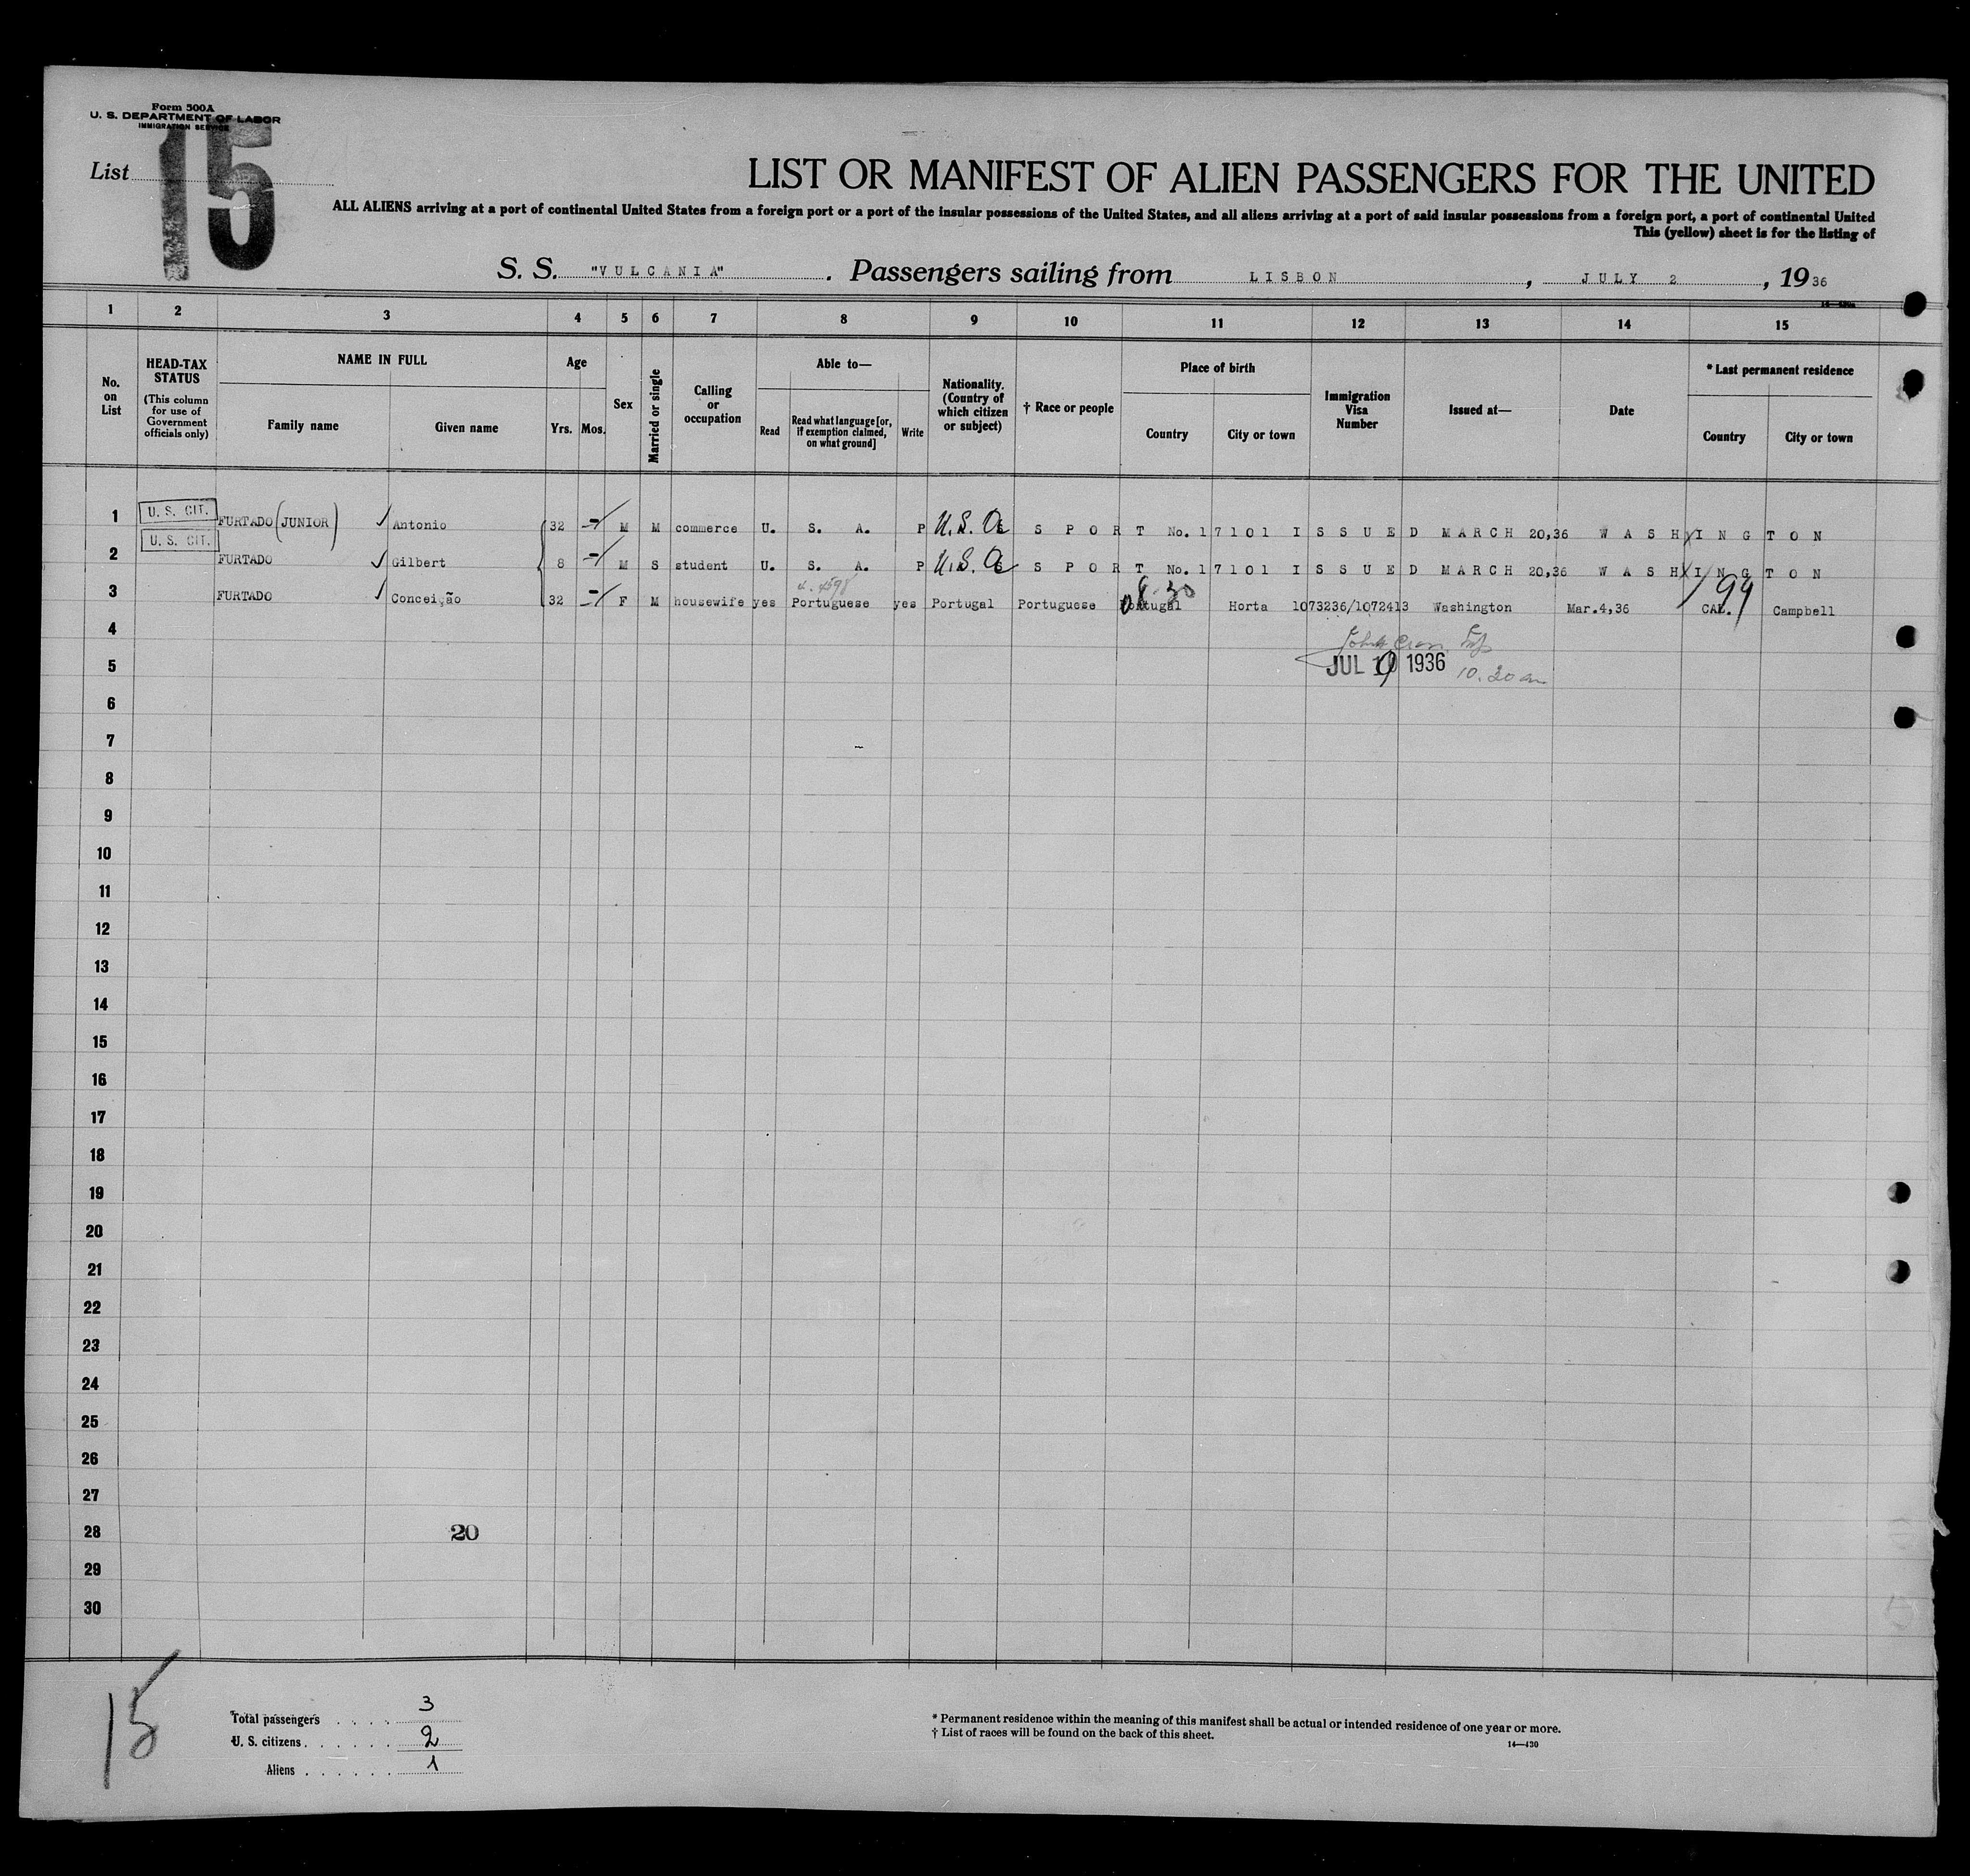 Form 500A
U. S. DEPARTMENT OF LABOR
IMMIGRATION SERVICE
List 15
LIST OR MANIFEST OF ALIEN PASSENGERS FOR THE UNITED
ALL ALIENS arriving at a port of continental United States from a foreign port or a port of the insular possessions of the United States, and all aliens arriving at a port of said insular possessions from a foreign port, a port of continental United
This (yellow) sheet is for the listing of
S. S. "VULCANIA". Passengers sailing from LISBON, JULY 2, 1936
1 2 3 4 5 6 7 8 9 10 11 12 13 14 15
No. on List
HEAD-TAX STATUS (This column for use of Government officials only)
NAME IN FULL
Family name Given name
Age
Yrs. Mos.
Sex
Married or single
Calling or occupation
Able to—
Read
Read what language [or, if exemption claimed, on what ground]
Write
Nationality. (Country of which citizen or subject)
† Race or people
Place of birth
Country City or town
Immigration Visa Number
Issued at—
Date
* Last permanent residence
Country City or town
1 U. S. CIT. FURTADO (JUNIOR) Antonio 32 M M commerce U. S. A. P U.S.A. S P O R T No. 17101 I S S U E D MARCH 20,36 W A S H I N G T O N
2 U. S. CIT. FURTADO Gilbert 8 M S student U. S. A. P U.S.A. S P O R T No. 17101 I S S U E D MARCH 20,36 W A S H I N G T O N
3 FURTADO Conceição 32 F M housewife yes Portuguese yes Portugal Portuguese Portugal Horta 1073236/1072413 Washington Mar.4,36 CAL. Campbell
4
5 JUL 9 1936 10.20 am
6
7
8
9
10
11
12
13
14
15
16
17
18
19
20
21
22
23
24
25
26
27
28 20
29
30
15
Total passengers . . . . 3
U. S. citizens . . . . . . 2
Aliens . . . . . . 1
* Permanent residence within the meaning of this manifest shall be actual or intended residence of one year or more.
† List of races will be found on the back of this sheet.
14—430